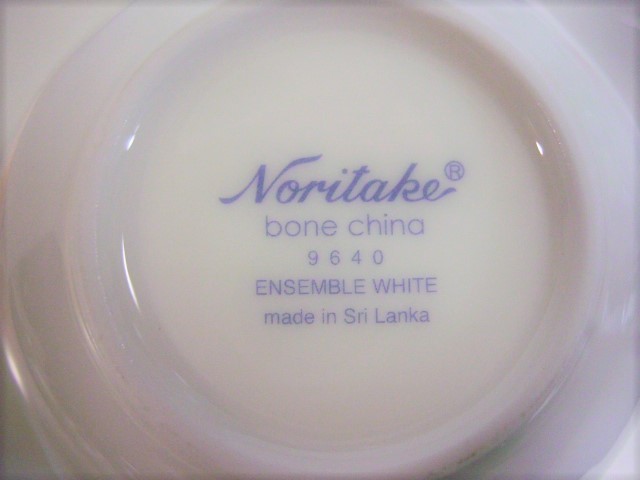 Noritake®
bone china
9640
ENSEMBLE WHITE
made in Sri Lanka